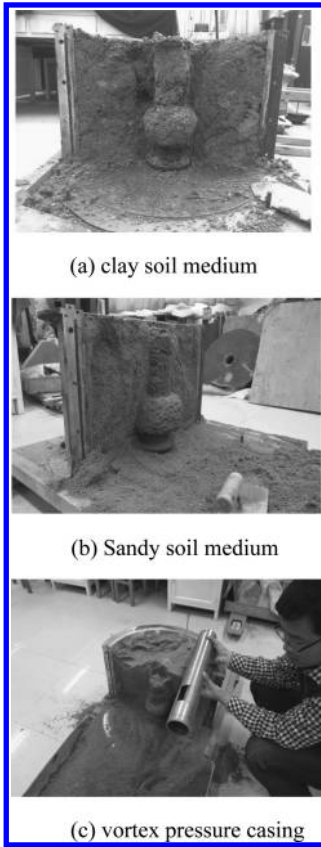 (a) clay soil medium
(b) Sandy soil medium
(c) vortex pressure casing